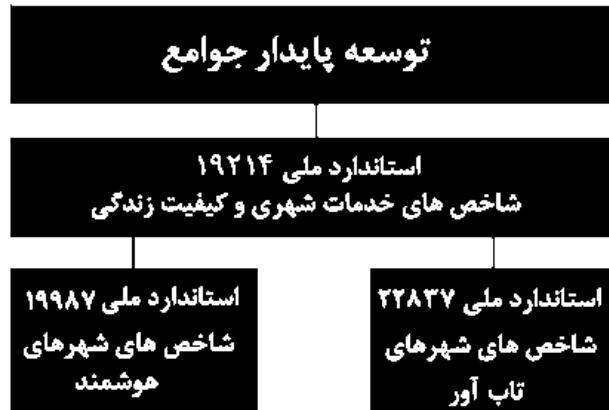 توسعه پایدار جوامع
استاندارد ملی ۱۹۲۱۴
شاخص های خدمات شهری و کیفیت زندگی
استاندارد ملی ۲۲۸۳۷
شاخص های شهرهای
تاب آور
استاندارد ملی ۱۹۹۸۷
شاخص های شهرهای
هوشمند